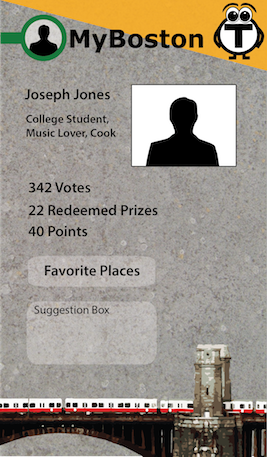 MyBoston
T
Joseph Jones
College Student,
Music Lover, Cook
342 Votes
22 Redeemed Prizes
40 Points
Favorite Places
Suggestion Box